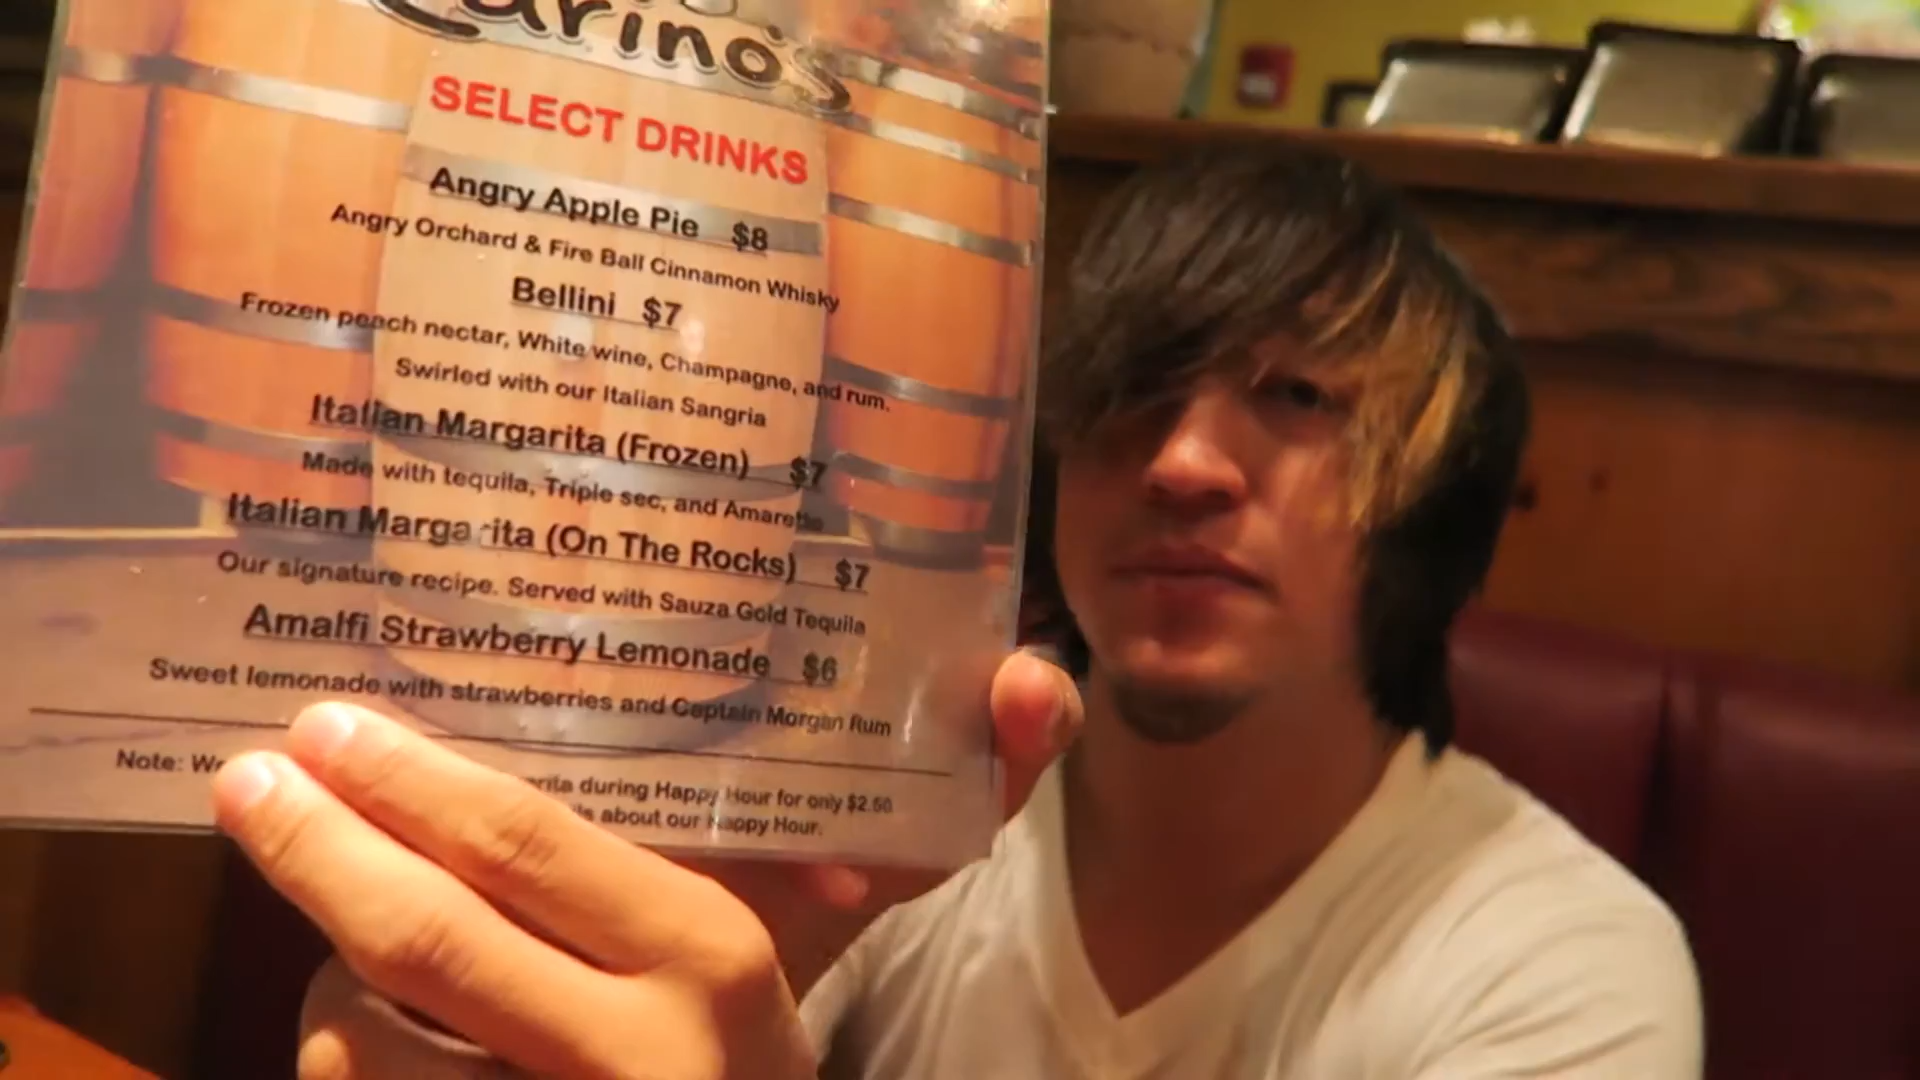 Carino's
SELECT DRINKS
Angry Apple Pie $8
Angry Orchard & Fire Ball Cinnamon Whisky
Bellini $7
Frozen peach nectar, White wine, Champagne, and rum.
Swirled with our Italian Sangria
Italian Margarita (Frozen) $7
Made with tequila, Triple sec, and Amaretto
Italian Margarita (On The Rocks) $7
Our signature recipe. Served with Sauza Gold Tequila
Amalfi Strawberry Lemonade $6
Sweet lemonade with strawberries and Captain Morgan Rum
Note: during Happy Hour for only $2.50
about our Happy Hour.